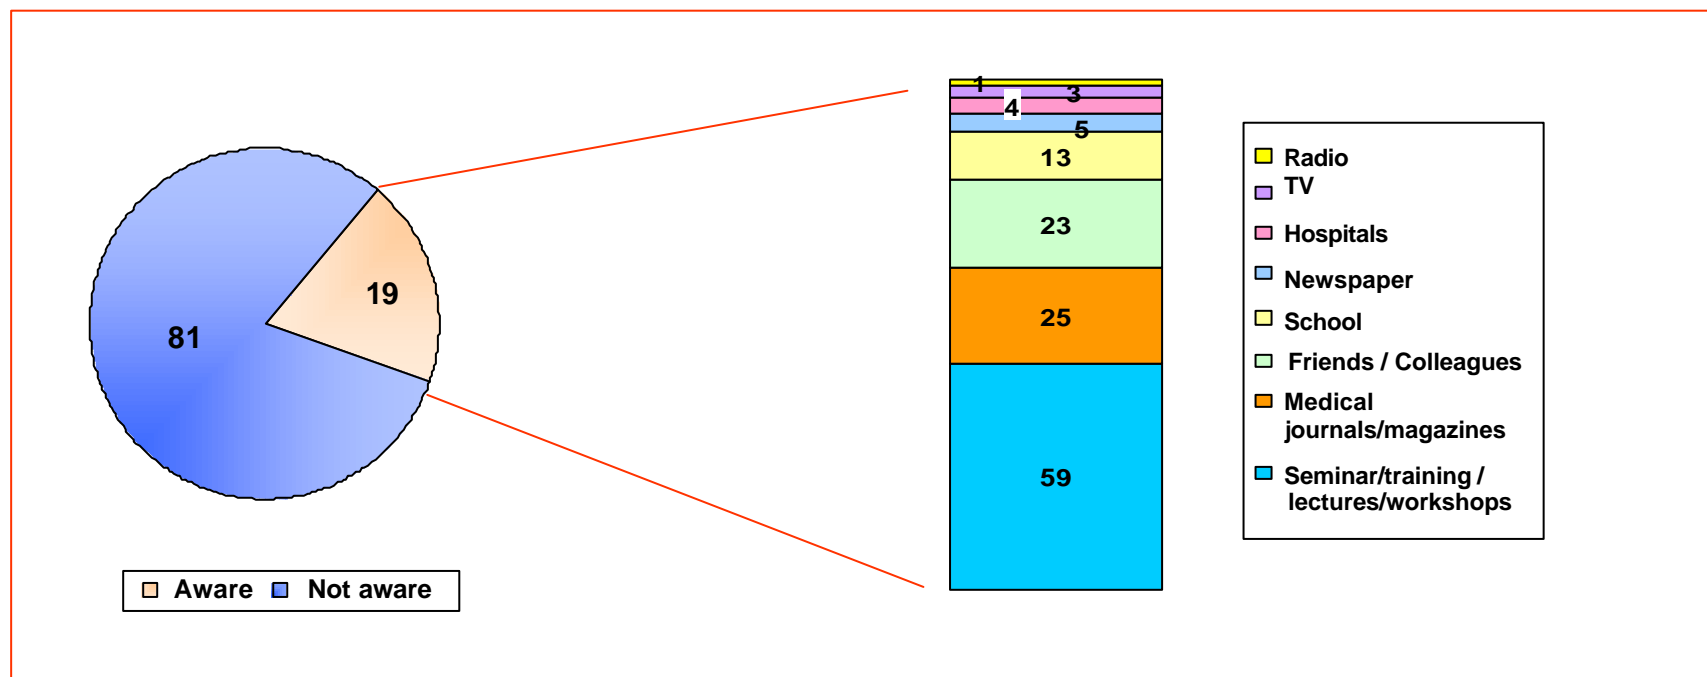 81
19
Aware
Not aware
1
3
4
5
13
23
25
59
Radio
TV
Hospitals
Newspaper
School
Friends / Colleagues
Medical
journals/magazines
Seminar/training /
lectures/workshops